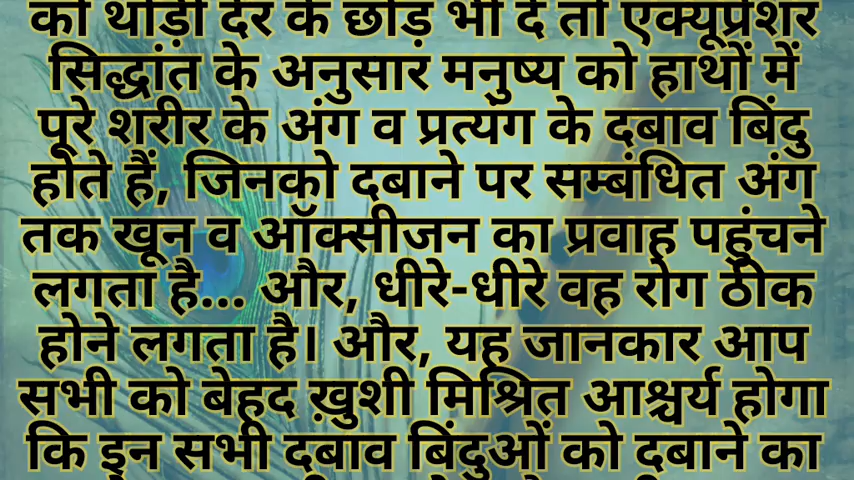 को थोड़ी देर के छोड़ भी दें तो एक्यूप्रेशर
सिद्धांत के अनुसार मनुष्य को हाथों में
पूरे शरीर के अंग व प्रत्यंग के दबाव बिंदु
होते हैं, जिनको दबाने पर सम्बंधित अंग
तक खून व ऑक्सीजन का प्रवाह पहुंचने
लगता है... और, धीरे-धीरे वह रोग ठीक
होने लगता है। और, यह जानकार आप
सभी को बेहद ख़ुशी मिश्रित आश्चर्य होगा
कि इन सभी दबाव बिंदुओं को दबाने का